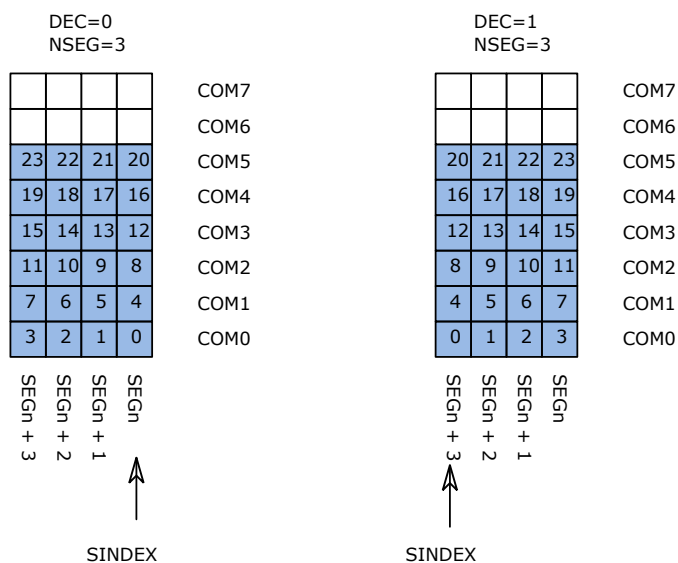 DEC=0
NSEG=3
COM7
COM6
23 22 21 20 COM5
19 18 17 16 COM4
15 14 13 12 COM3
11 10 9 8 COM2
7 6 5 4 COM1
3 2 1 0 COM0
SEGn + 3
SEGn + 2
SEGn + 1
SEGn
SINDEX
DEC=1
NSEG=3
COM7
COM6
20 21 22 23 COM5
16 17 18 19 COM4
12 13 14 15 COM3
8 9 10 11 COM2
4 5 6 7 COM1
0 1 2 3 COM0
SEGn + 3
SEGn + 2
SEGn + 1
SEGn
SINDEX